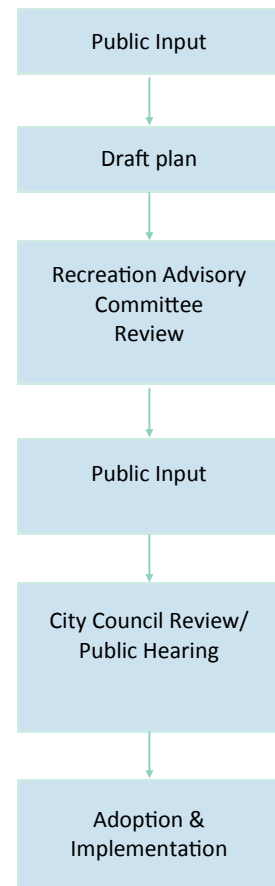 Public Input
Draft plan
Recreation Advisory
Committee
Review
Public Input
City Council Review/
Public Hearing
Adoption &
Implementation